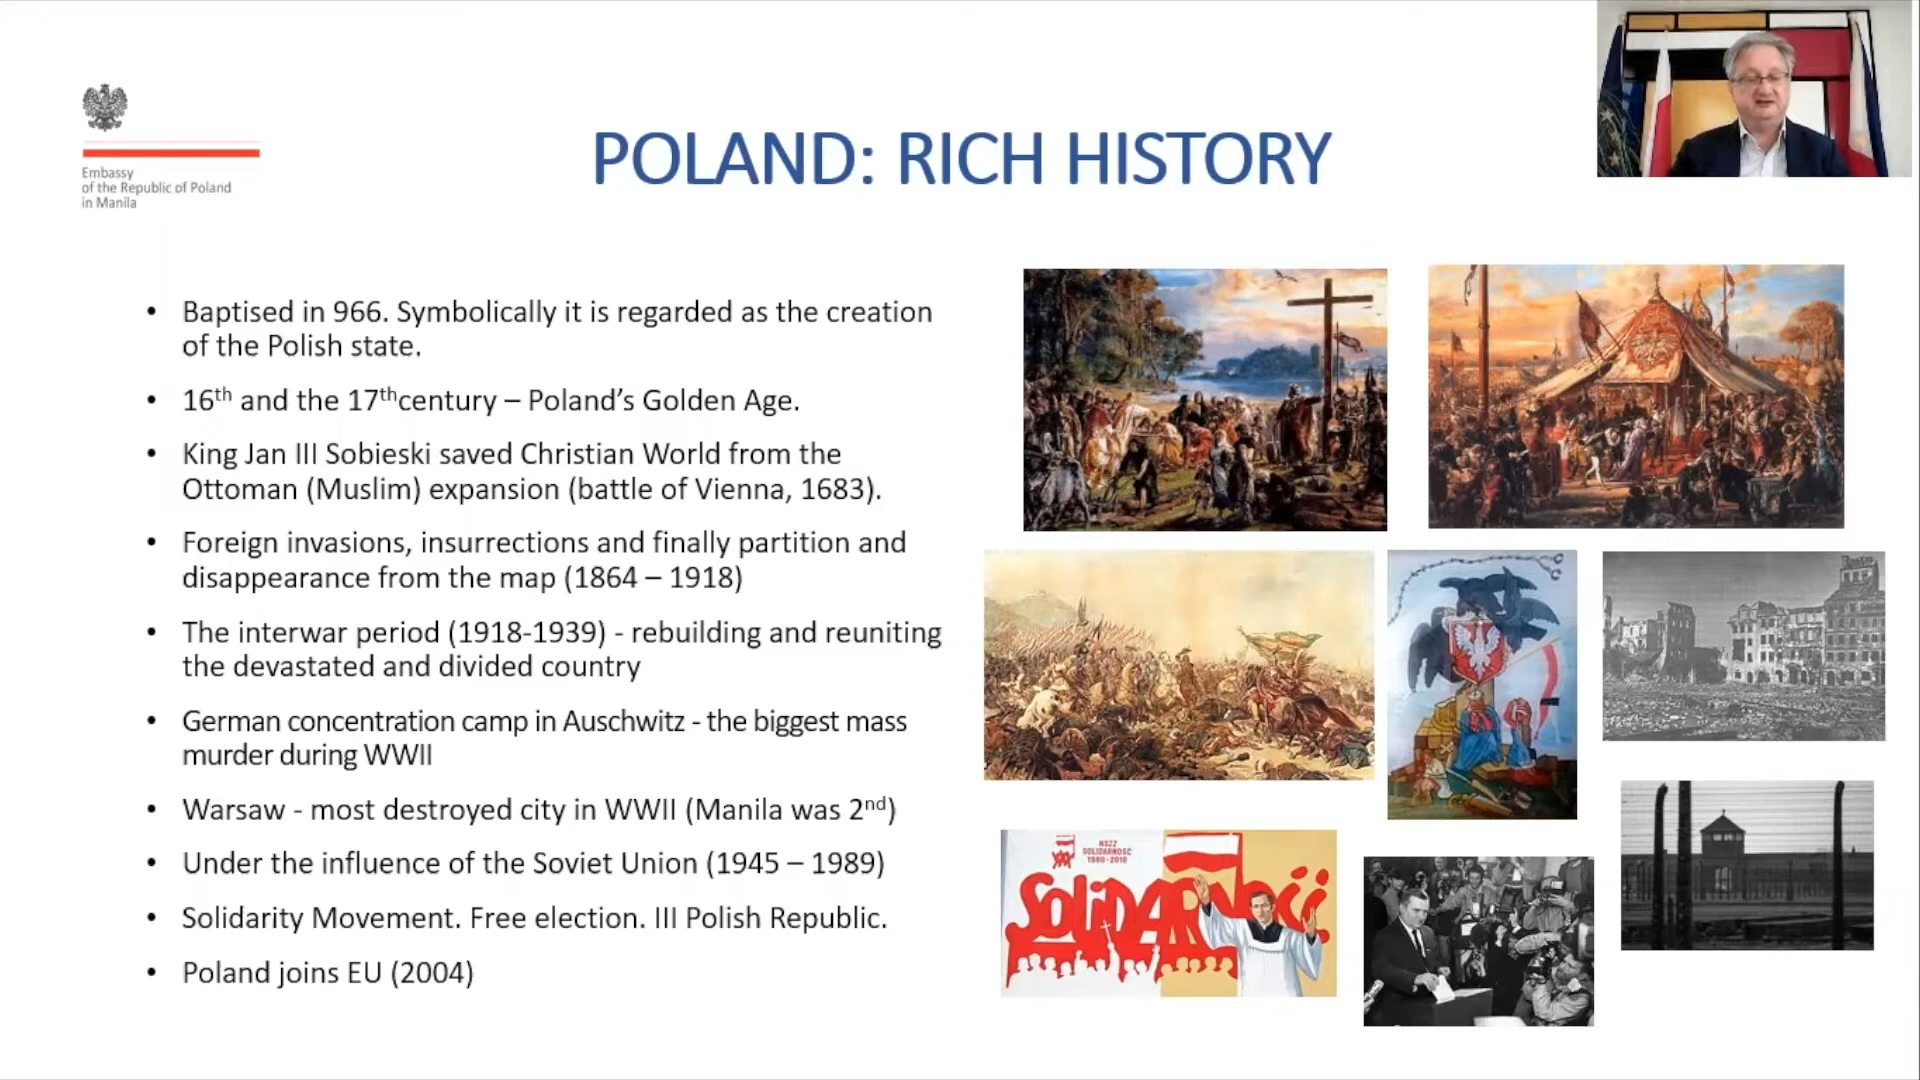 Embassy
of the Republic of Poland
in Manila
POLAND: RICH HISTORY
• Baptised in 966. Symbolically it is regarded as the creation
of the Polish state.
• 16th and the 17thcentury – Poland’s Golden Age.
• King Jan III Sobieski saved Christian World from the
Ottoman (Muslim) expansion (battle of Vienna, 1683).
• Foreign invasions, insurrections and finally partition and
disappearance from the map (1864 – 1918)
• The interwar period (1918-1939) - rebuilding and reuniting
the devastated and divided country
• German concentration camp in Auschwitz - the biggest mass
murder during WWII
• Warsaw - most destroyed city in WWII (Manila was 2nd)
• Under the influence of the Soviet Union (1945 – 1989)
• Solidarity Movement. Free election. III Polish Republic.
• Poland joins EU (2004)
NSZZ
SOLIDARNOŚĆ
1980-2010
SOLIDARNOŚĆ